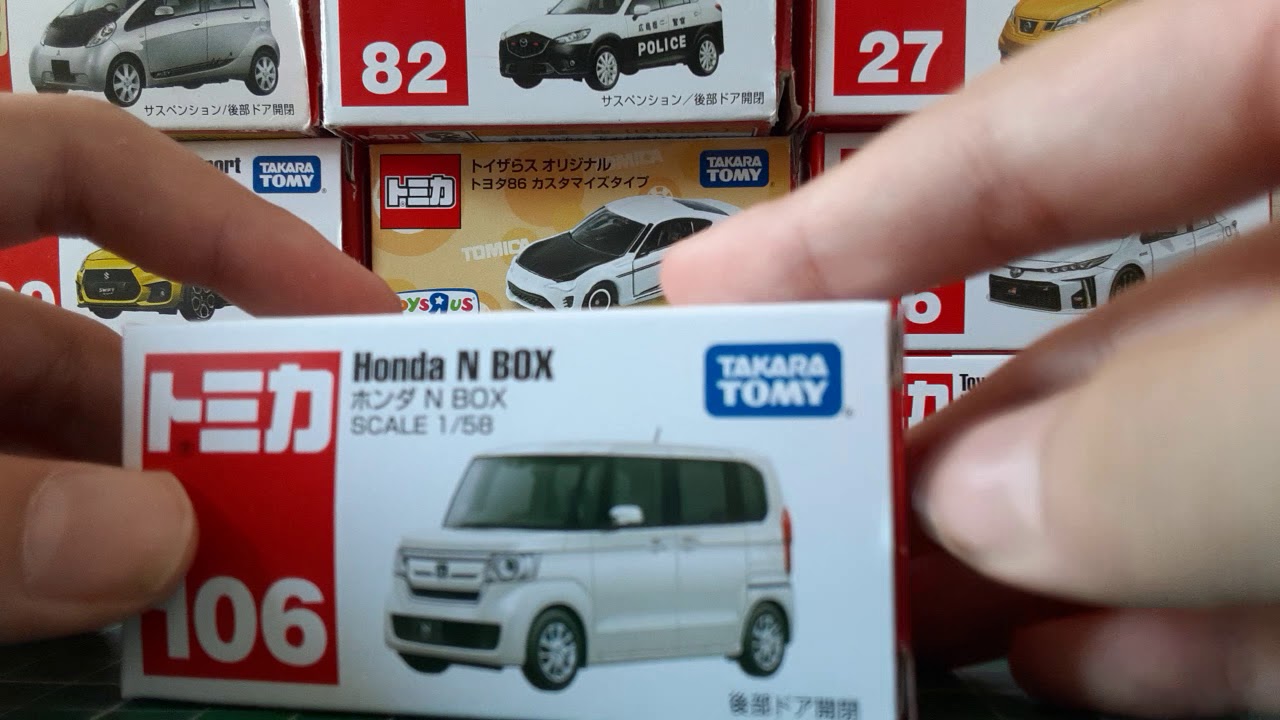 サスペンション/後部ドア開閉
82
POLICE
サスペンション/後部ドア開閉
27
port
TAKARA
TOMY
トミカ
トイザらス オリジナル
トヨタ86 カスタマイズタイプ
TOMICA
TAKARA
TOMY
TOMICA
トミカ
Honda N BOX
ホンダ N BOX
SCALE 1/58
TAKARA
TOMY
106
後部ドア開閉